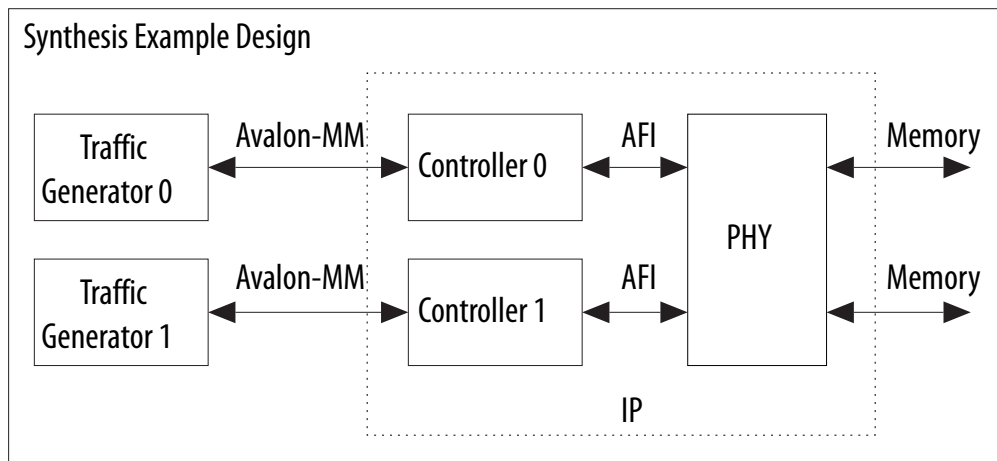 Synthesis Example Design
Traffic
Generator 0
Avalon-MM
Controller 0
AFI
PHY
Memory
Traffic
Generator 1
Avalon-MM
Controller 1
AFI
Memory
IP